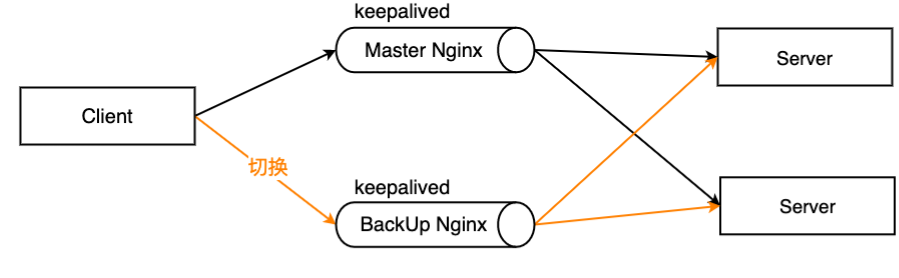 keepalived
Master Nginx
Server
Client
切换
keepalived
BackUp Nginx
Server